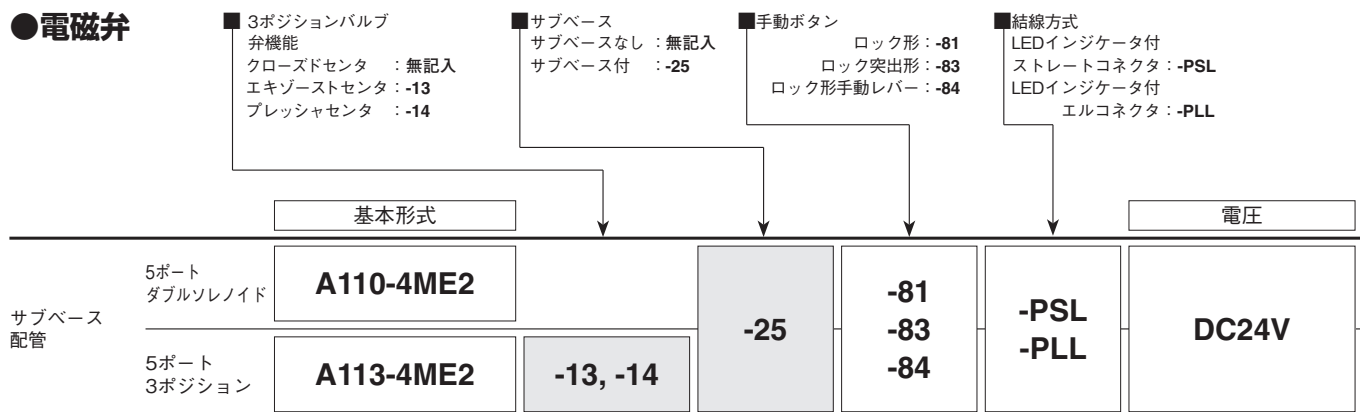 ●電磁弁
■ 3ポジションバルブ
弁機能
クローズドセンタ ：無記入
エキゾーストセンタ：-13
プレッシャセンタ ：-14
■サブベース
サブベースなし：無記入
サブベース付 ：-25
■手動ボタン
ロック形：-81
ロック突出形：-83
ロック形手動レバー：-84
■結線方式
LEDインジケータ付
ストレートコネクタ：-PSL
LEDインジケータ付
エルコネクタ：-PLL
基本形式
電圧
サブベース
配管
5ポート
ダブルソレノイド
A110-4ME2
5ポート
3ポジション
A113-4ME2
-13, -14
-25
-81
-83
-84
-PSL
-PLL
DC24V